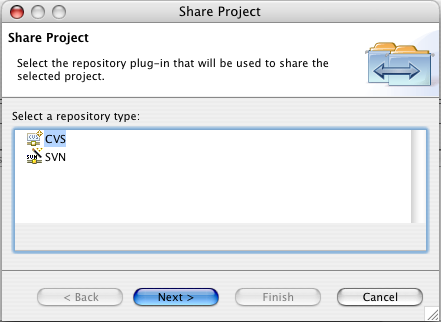 Share Project
Share Project
Select the repository plug-in that will be used to share the
selected project.
Select a repository type:
CVS
SVN
< Back
Next >
Finish
Cancel